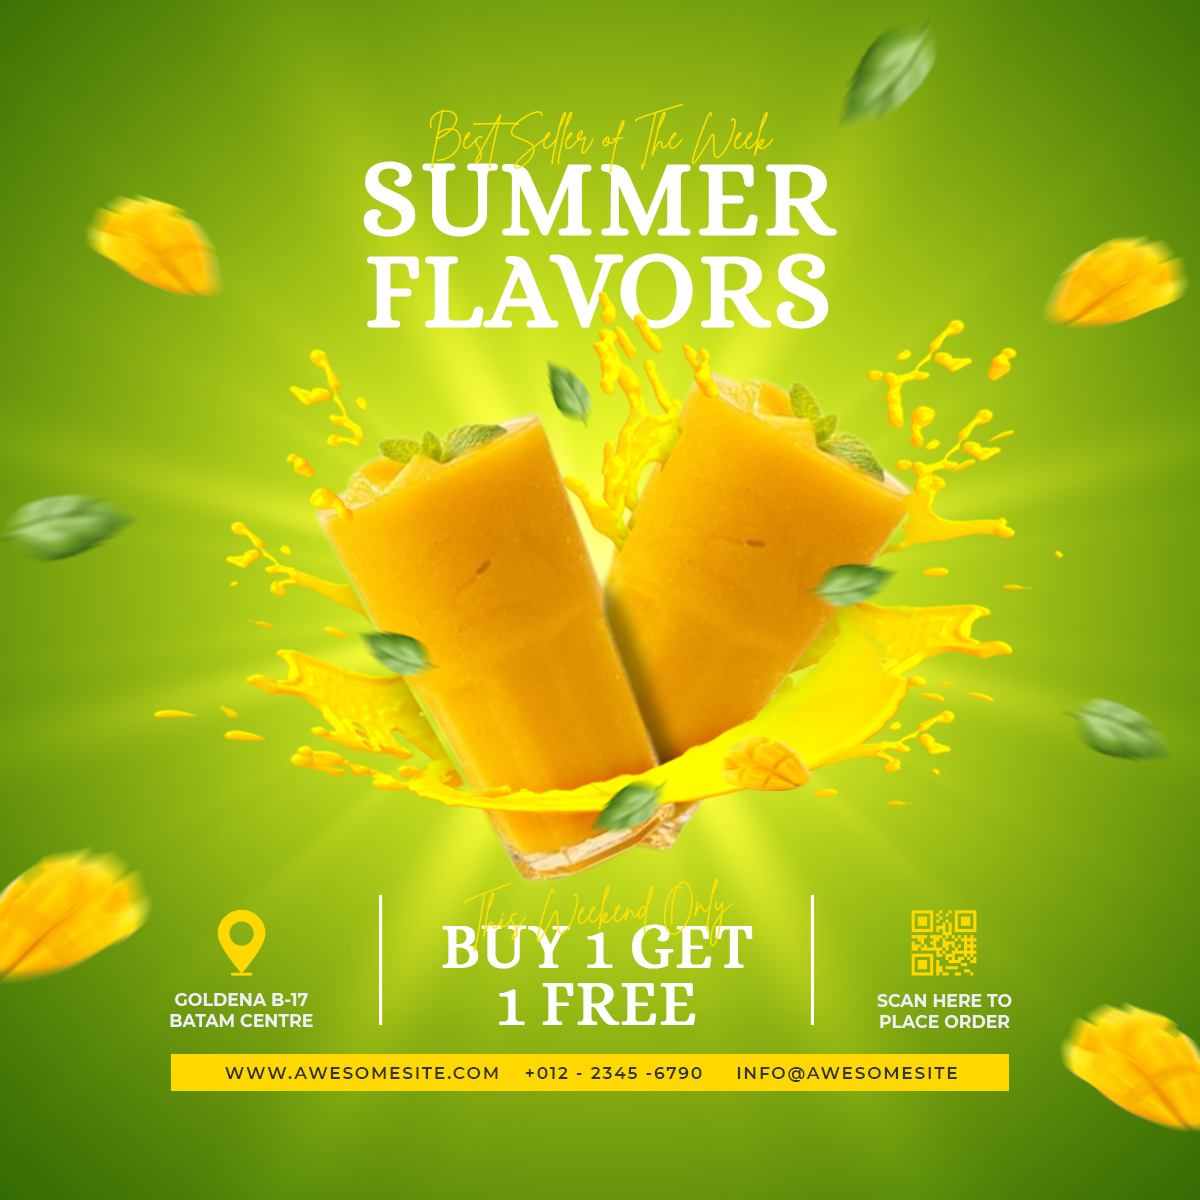 Best Seller of The Week
SUMMER
FLAVORS
This Weekend Only
BUY 1 GET
1 FREE
GOLDENA B-17
BATAM CENTRE
SCAN HERE TO
PLACE ORDER
WWW.AWESOMESITE.COM +012 - 2345 -6790 INFO@AWESOMESITE